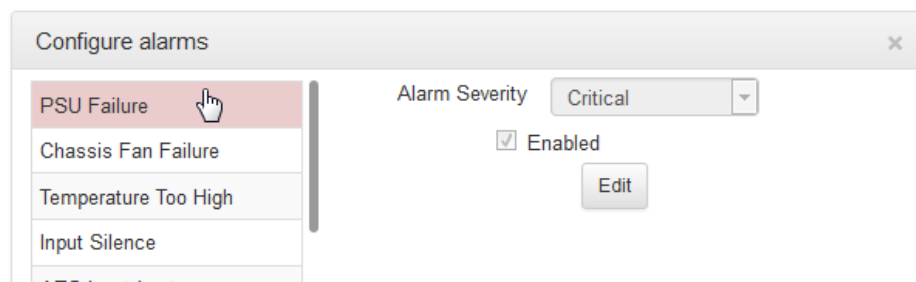 Configure alarms
PSU Failure
Chassis Fan Failure
Temperature Too High
Input Silence
Alarm Severity Critical
Enabled
Edit